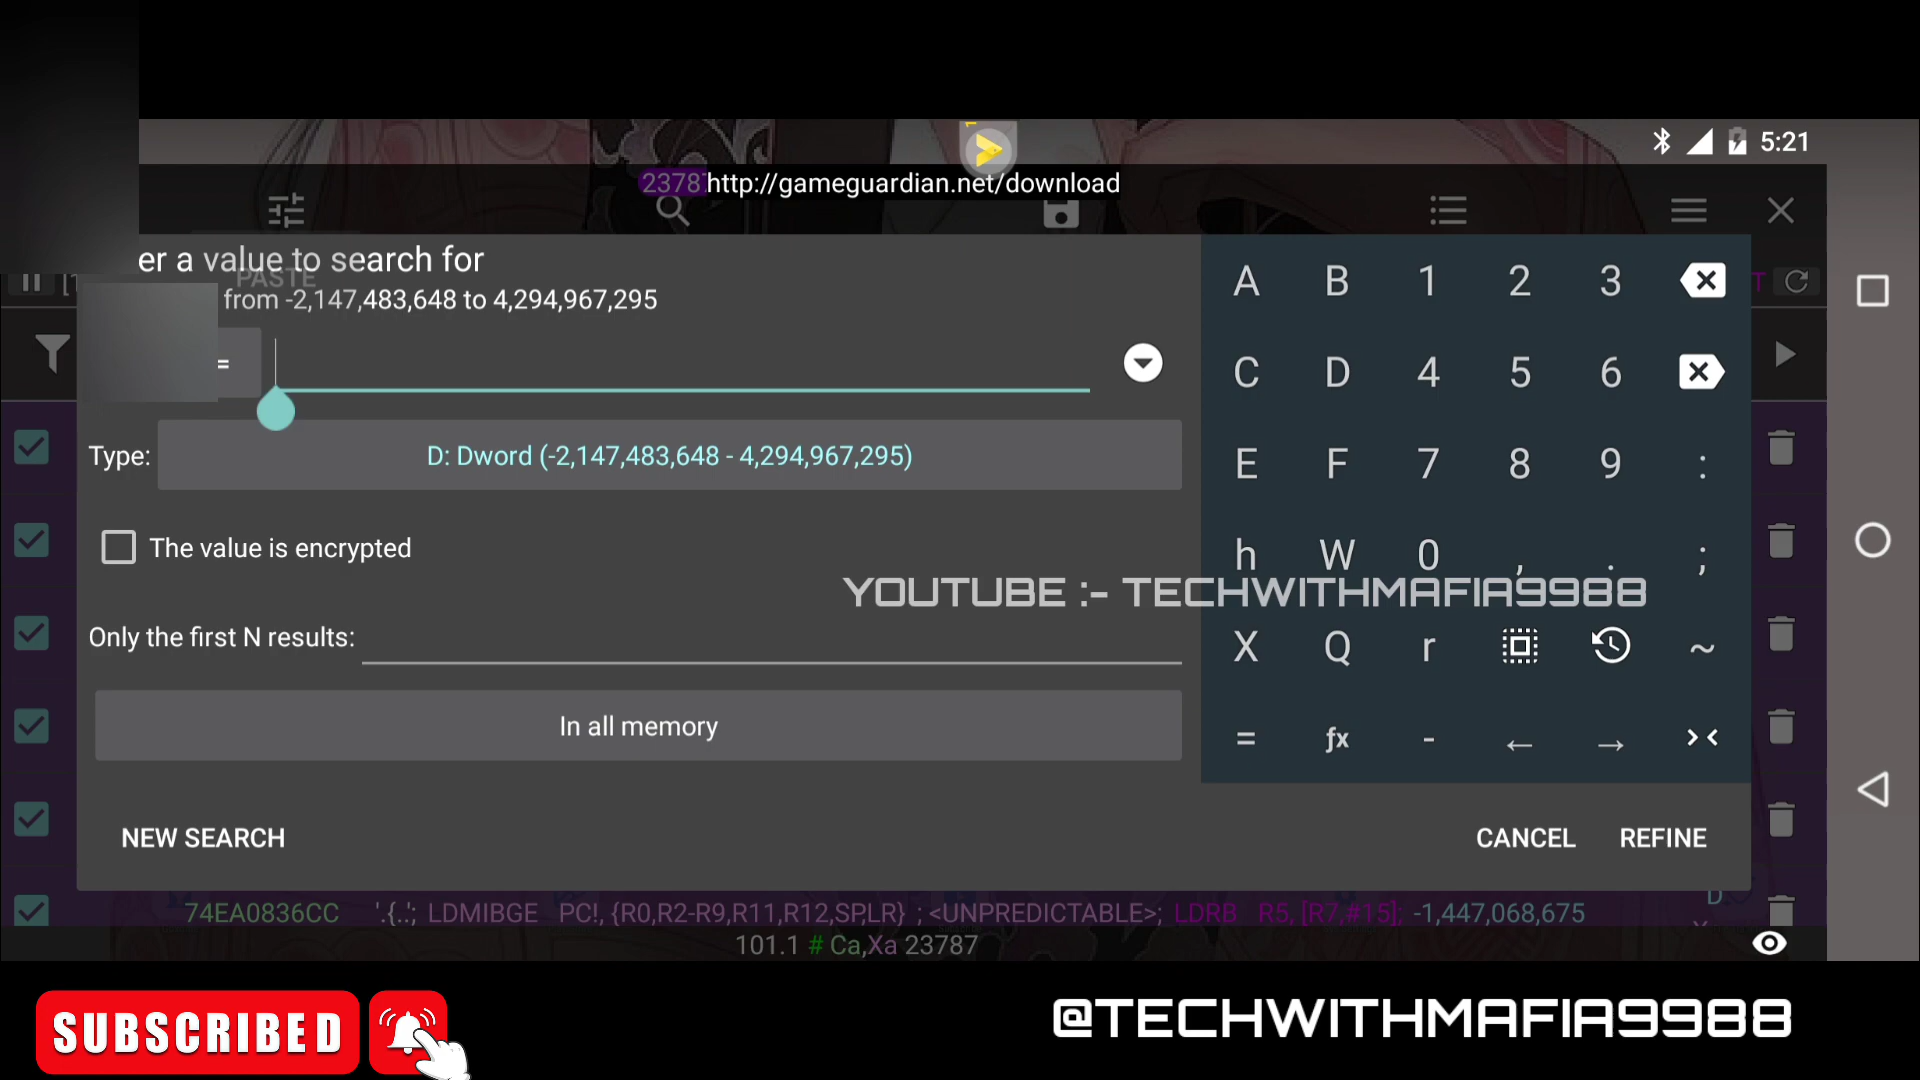 5:21
23787
http://gameguardian.net/download
er a value to search for
PASTE
from -2,147,483,648 to 4,294,967,295
=
Type:
D: Dword (-2,147,483,648 - 4,294,967,295)
The value is encrypted
Only the first N results:
In all memory
NEW SEARCH
CANCEL
REFINE
A B 1 2 3
C D 4 5 6
E F 7 8 9 :
h W 0 , . ;
YOUTUBE :- TECHWITHMAFIA9988
X Q r ~
= ƒx - ← → ><
74EA0836CC '.{..'; LDMIBGE PC!, {R0,R2-R9,R11,R12,SP,LR} ; <UNPREDICTABLE>; LDRB R5, [R7,#15]; -1,447,068,675
D:
101.1 # Ca,Xa 23787
SUBSCRIBED
@TECHWITHMAFIA9988